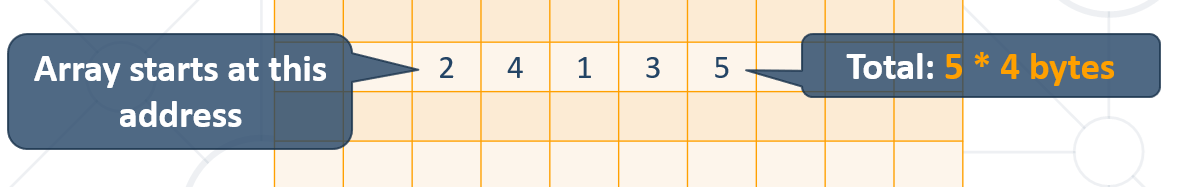 Array starts at this
address
2 4 1 3 5
Total: 5 * 4 bytes